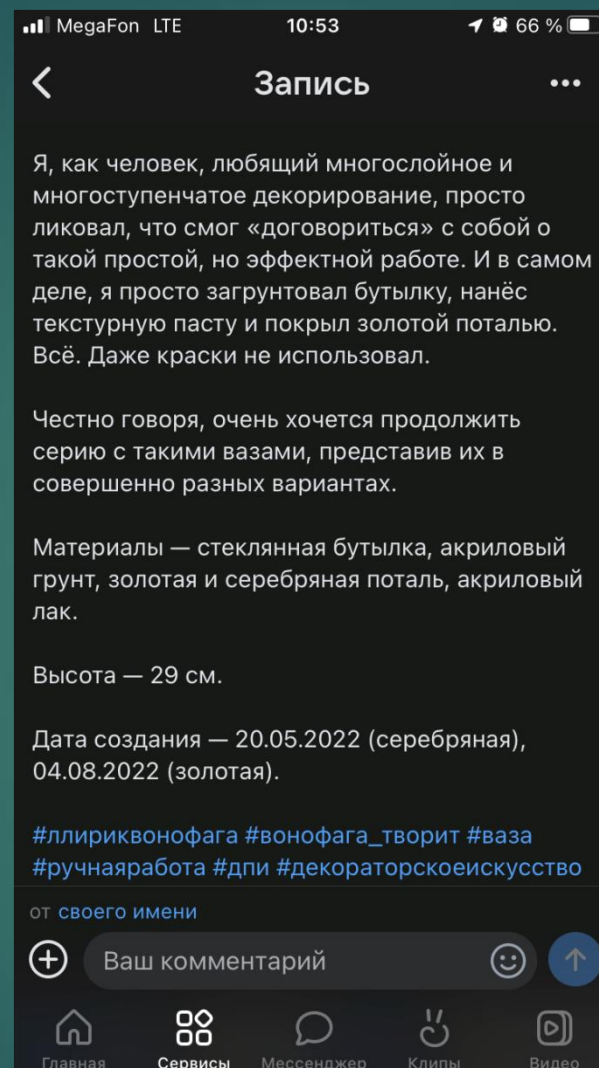 MegaFon LTE 10:53 66 %
Запись
Я, как человек, любящий многослойное и
многоступенчатое декорирование, просто
ликовал, что смог «договориться» с собой о
такой простой, но эффектной работе. И в самом
деле, я просто загрунтовал бутылку, нанёс
текстурную пасту и покрыл золотой поталью.
Всё. Даже краски не использовал.
Честно говоря, очень хочется продолжить
серию с такими вазами, представив их в
совершенно разных вариантах.
Материалы — стеклянная бутылка, акриловый
грунт, золотая и серебряная поталь, акриловый
лак.
Высота — 29 см.
Дата создания — 20.05.2022 (серебряная),
04.08.2022 (золотая).
#ллириквонофага #вонофага_творит #ваза
#ручнаяработа #дпи #декораторскоеискусство
от своего имени
Ваш комментарий
Главная Сервисы Мессенджер Клипы Видео